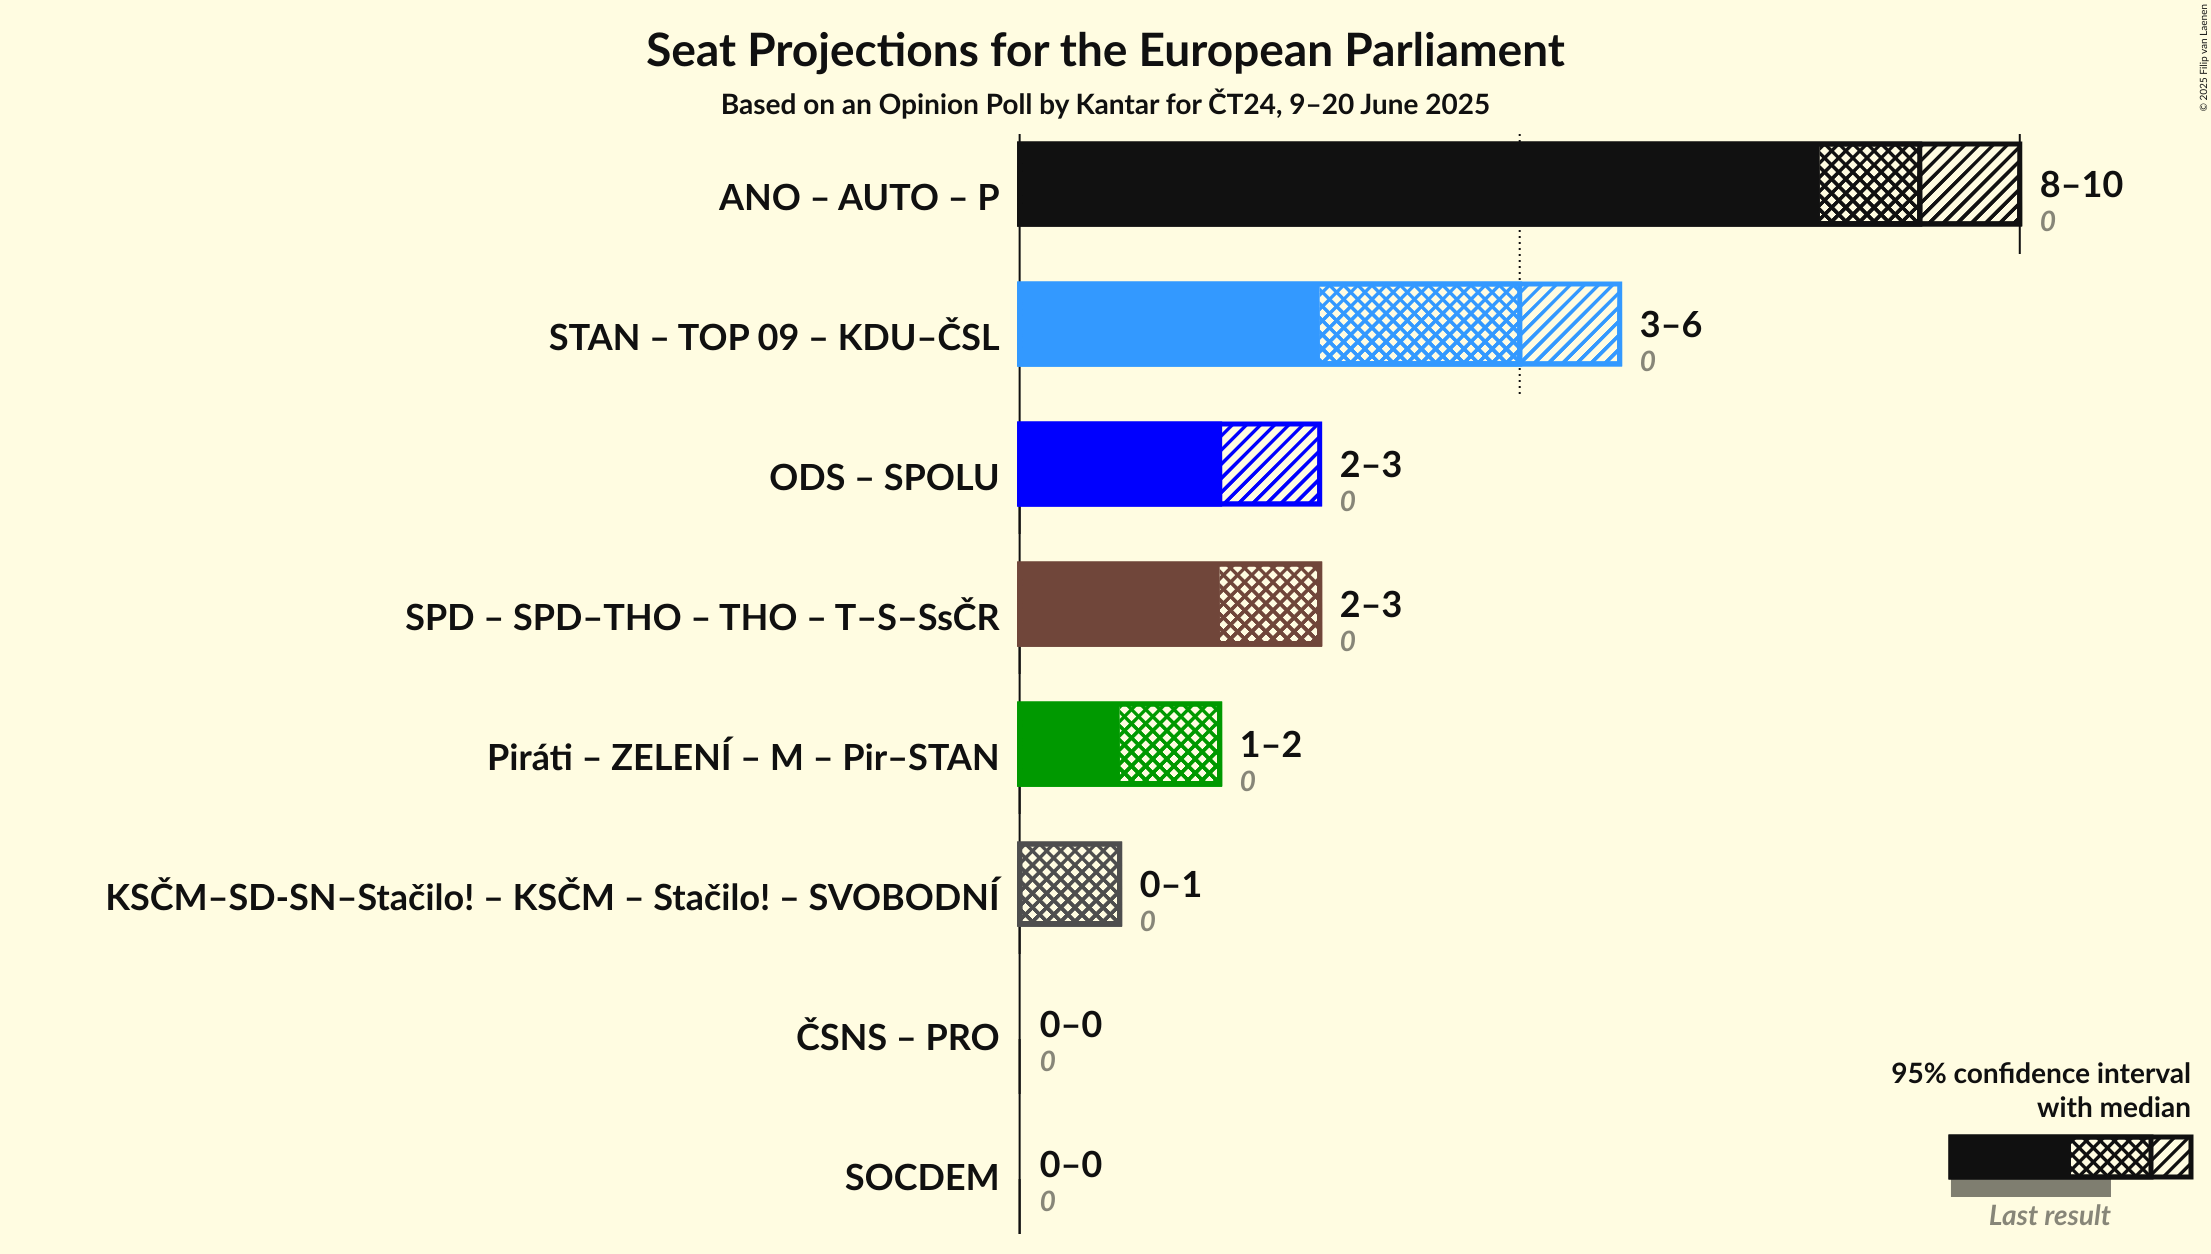 Seat Projections for the European Parliament
Based on an Opinion Poll by Kantar for ČT24, 9–20 June 2025
© 2025 Filip van Laenen
ANO – AUTO – P
8–10
0
STAN – TOP 09 – KDU–ČSL
3–6
0
ODS – SPOLU
2–3
0
SPD – SPD–THO – THO – T–S–SsČR
2–3
0
Piráti – ZELENÍ – M – Pir–STAN
1–2
0
KSČM–SD-SN–Stačilo! – KSČM – Stačilo! – SVOBODNÍ
0–1
0
ČSNS – PRO
0–0
0
SOCDEM
0–0
0
95% confidence interval
with median
Last result